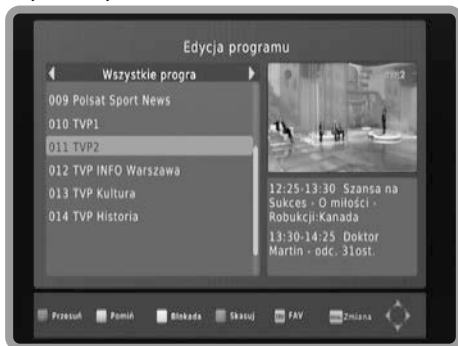 Edycja programu
Wszystkie progra
009 Polsat Sport News
010 TVP1
011 TVP2
012 TVP INFO Warszawa
013 TVP Kultura
014 TVP Historia
12:25-13:30 Szansa na
Sukces - O miłości -
Robukcji:Kanada
13:30-14:25 Doktor
Martin - odc. 31ost.
Przesuń Pomiń Blokada Skasuj FAV Zmiana